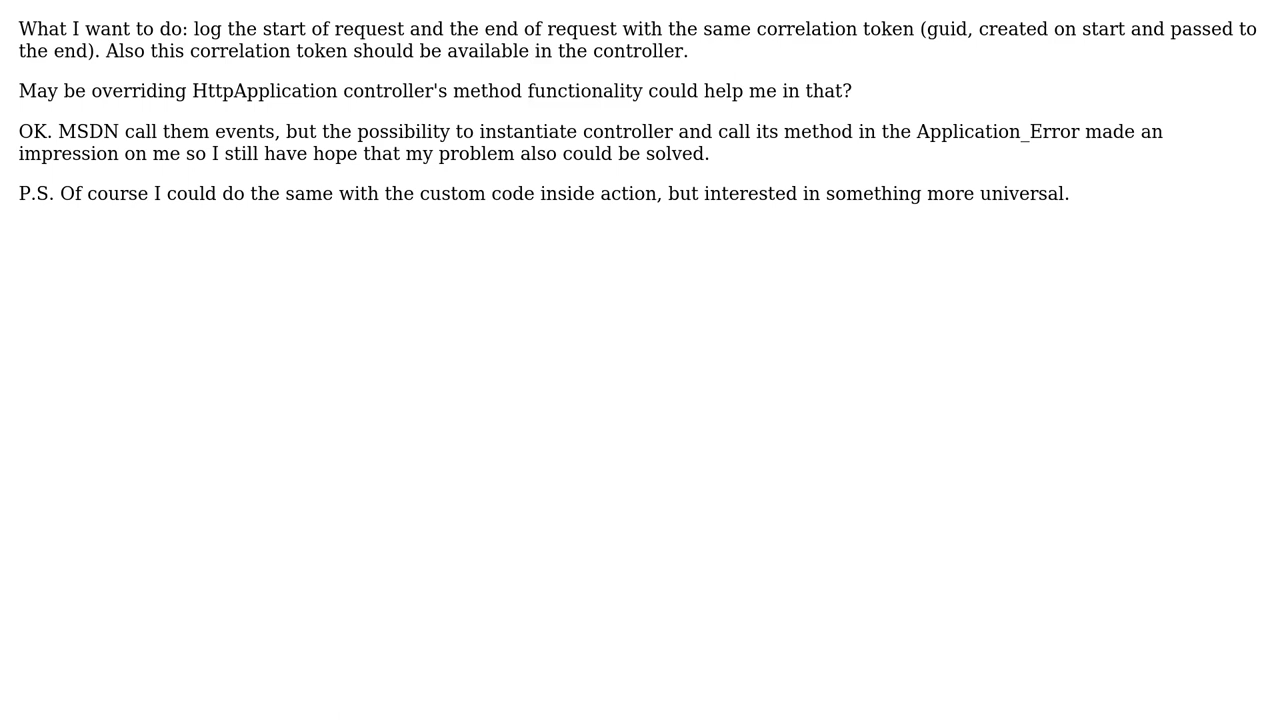 What I want to do: log the start of request and the end of request with the same correlation token (guid, created on start and passed to
the end). Also this correlation token should be available in the controller.
May be overriding HttpApplication controller's method functionality could help me in that?
OK. MSDN call them events, but the possibility to instantiate controller and call its method in the Application_Error made an
impression on me so I still have hope that my problem also could be solved.
P.S. Of course I could do the same with the custom code inside action, but interested in something more universal.